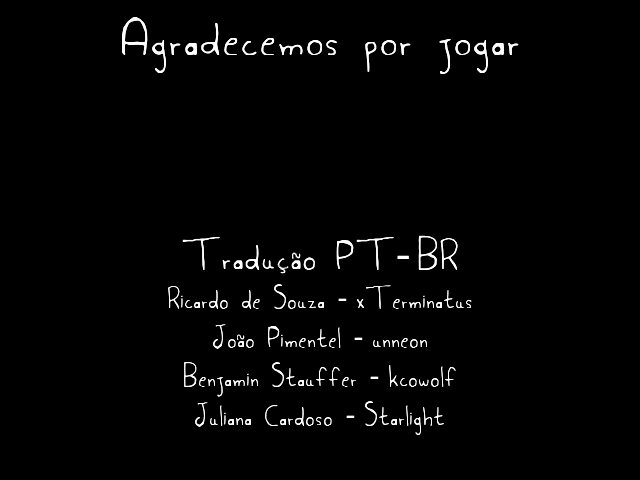 Agradecemos por jogar
Tradução PT-BR
Ricardo de Souza - xTerminatus
João Pimentel - unneon
Benjamin Stauffer - kcowolf
Juliana Cardoso - Starlight